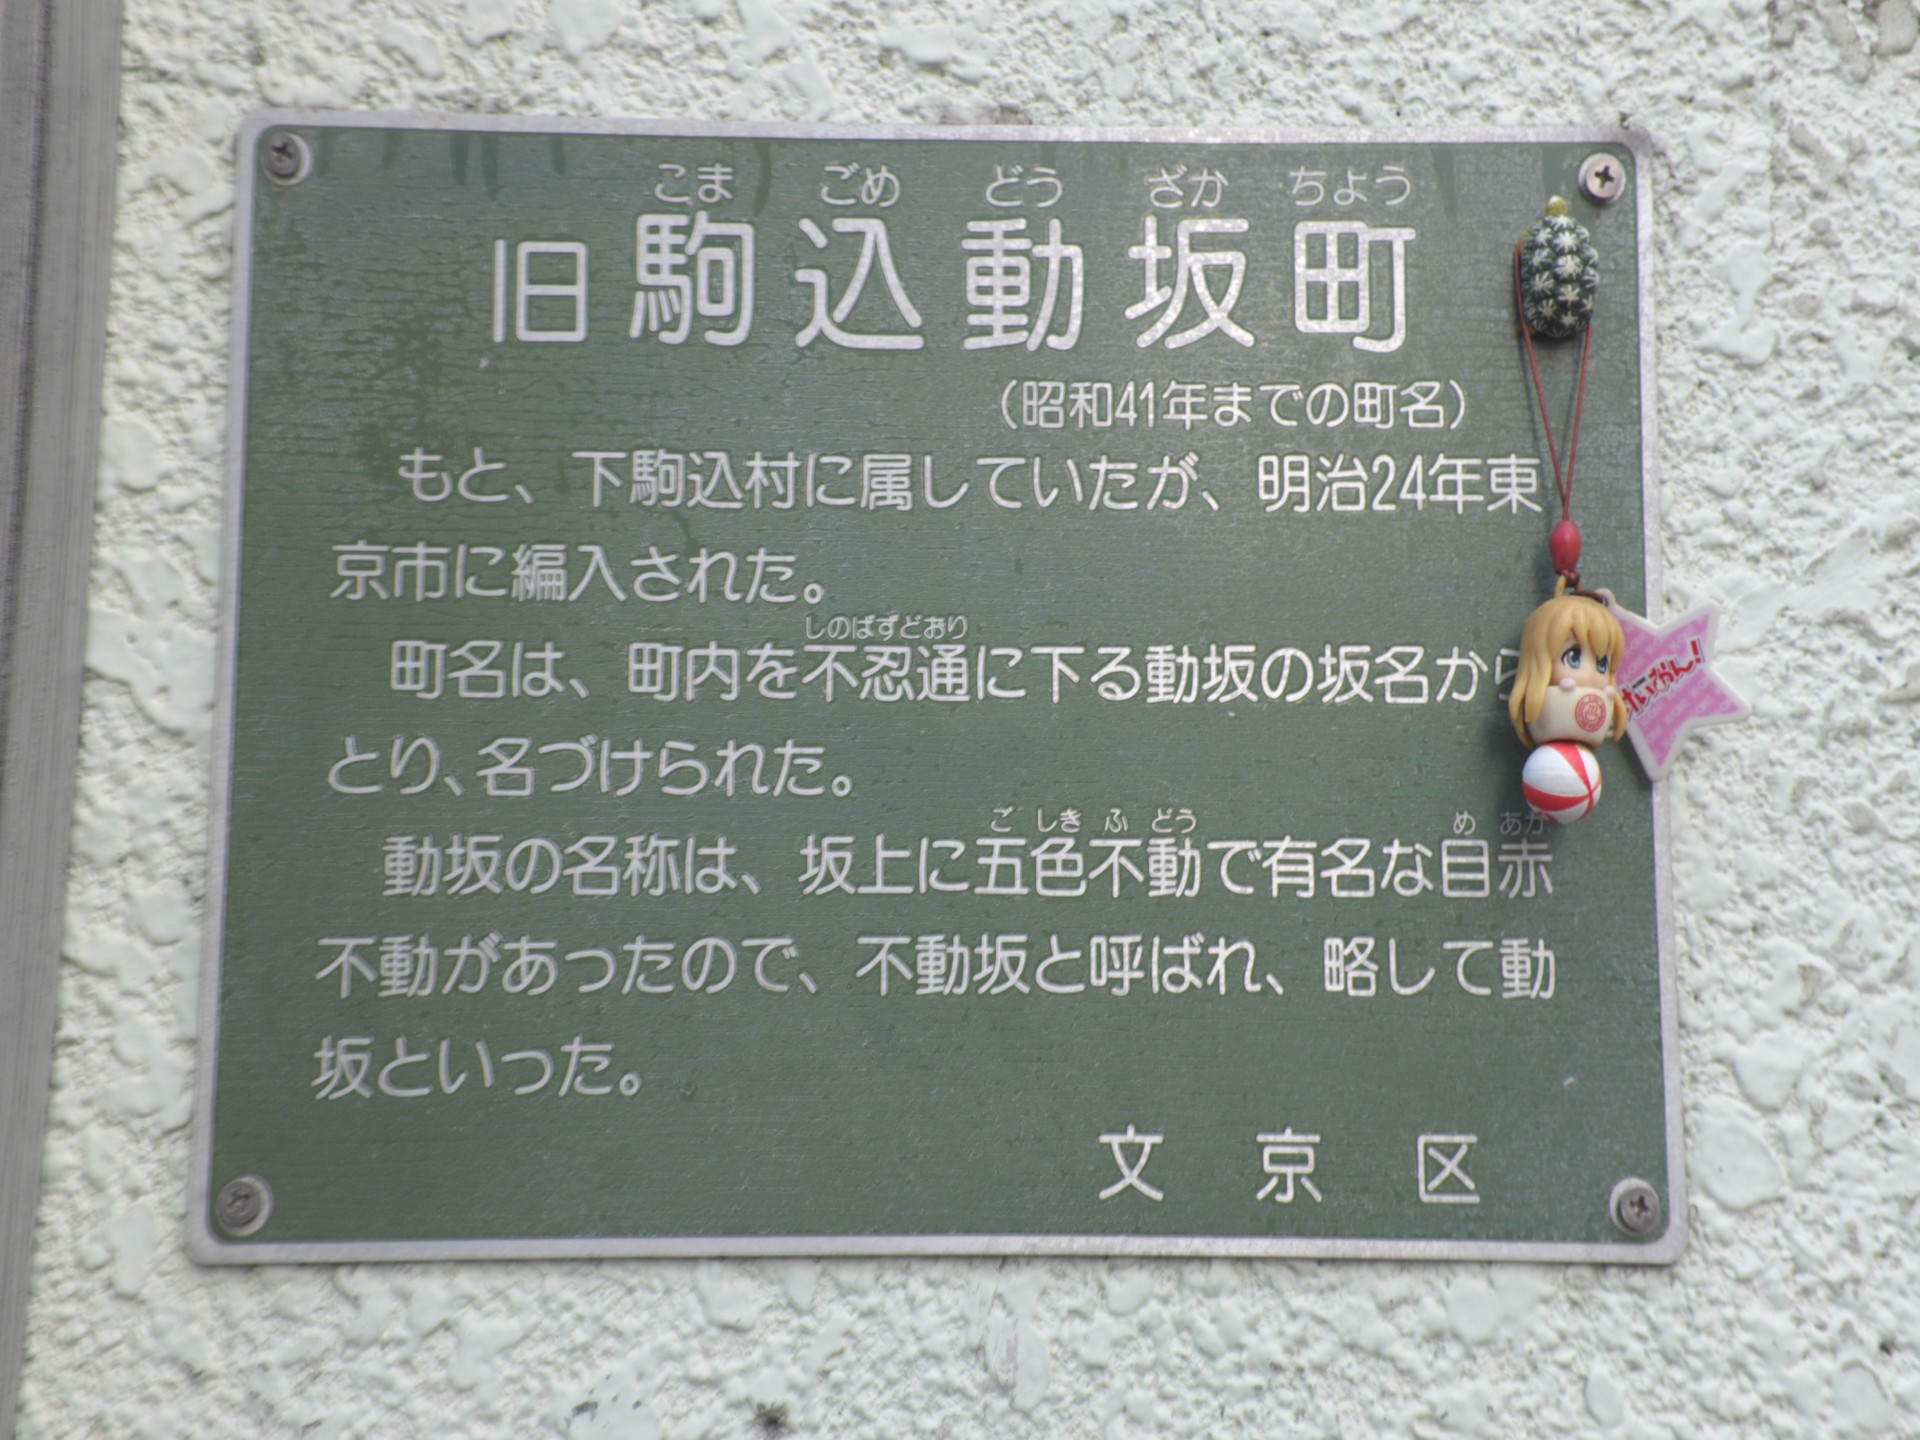 こま ごめ どう ざか ちょう
旧駒込動坂町
（昭和41年までの町名）
もと、下駒込村に属していたが、明治24年東
京市に編入された。
しのばずどおり
町名は、町内を不忍通に下る動坂の坂名から
とり、名づけられた。
ご しき ふ どう め あか
動坂の名称は、坂上に五色不動で有名な目赤
不動があったので、不動坂と呼ばれ、略して動
坂といった。
文京区
けいおん!